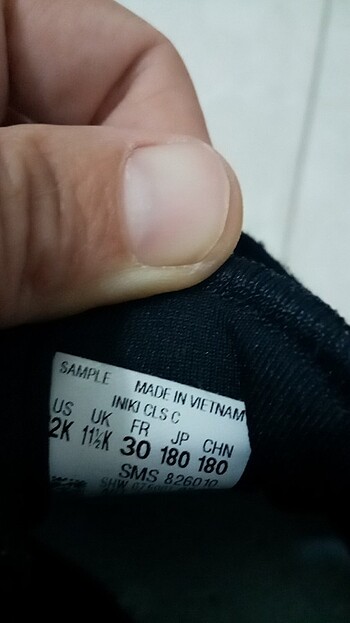 SAMPLE MADE IN VIETNAM
INIKI CLS C
US UK FR JP CHN
2K 11½K 30 180 180
SMS 826010